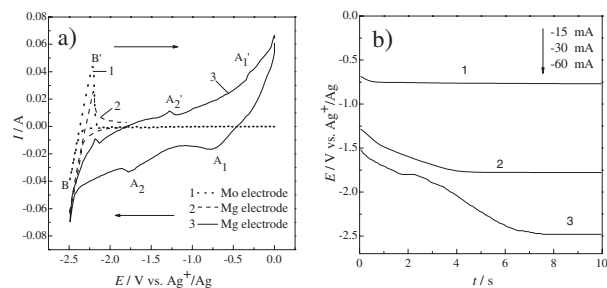 a)
B'
1
2
3
A₁'
A₂'
B
A₂
A₁
1 Mo electrode
2 Mg electrode
3 Mg electrode
0.08
0.06
0.04
0.02
0.00
-0.02
-0.04
-0.06
-0.08
I / A
-2.5 -2.0 -1.5 -1.0 -0.5 0.0
E / V vs. Ag⁺/Ag
b)
-15 mA
-30 mA
-60 mA
1
2
3
0.0
-0.5
-1.0
-1.5
-2.0
-2.5
E / V vs. Ag⁺/Ag
0 2 4 6 8 10
t / s